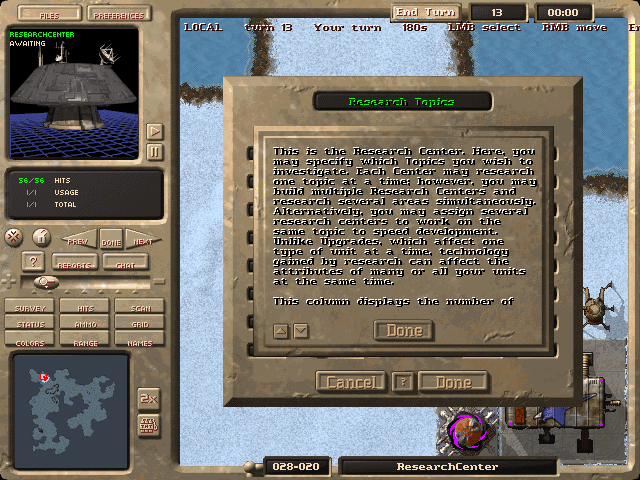 FILES
PREFERENCES
End Turn
13
00:00
LOCAL turn 13 Your turn 180s LMB select RMB move En
RESEARCHCENTER
AWAITING
Research Topics
This is the Research Center. Here, you
may specify which Topics you wish to
investigate. Each Center may research
one topic at a time; however, you may
build multiple Research Centers and
research several areas simultaneously.
Alternatively, you may assign several
research centers to work on the
same topic to speed development.
Unlike Upgrades, which affect one
type of unit at a time, technology
gained by research can affect the
attributes of many or all your units
at the same time.
This column displays the number of
Done
Cancel
?
Done
56/56 HITS
1/1 USAGE
1/1 TOTAL
PREV
DONE
NEXT
?
REPORTS
CHAT
SURVEY
HITS
SCAN
STATUS
AMMO
GRID
COLORS
RANGE
NAMES
2x
028-020
ResearchCenter